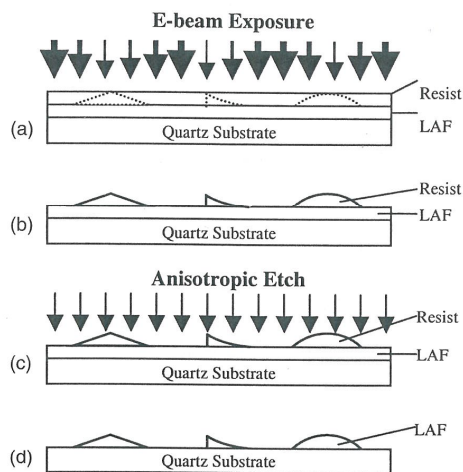 E-beam Exposure
Resist
(a)
LAF
Quartz Substrate
Resist
(b)
LAF
Quartz Substrate
Anisotropic Etch
Resist
(c)
LAF
Quartz Substrate
LAF
(d)
Quartz Substrate